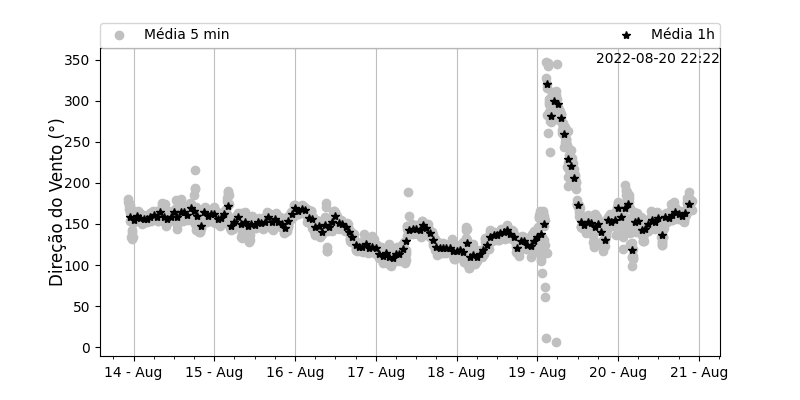 Média 5 min
Média 1h
2022-08-20 22:22
Direção do Vento (°)
350
300
250
200
150
100
50
0
14 - Aug
15 - Aug
16 - Aug
17 - Aug
18 - Aug
19 - Aug
20 - Aug
21 - Aug